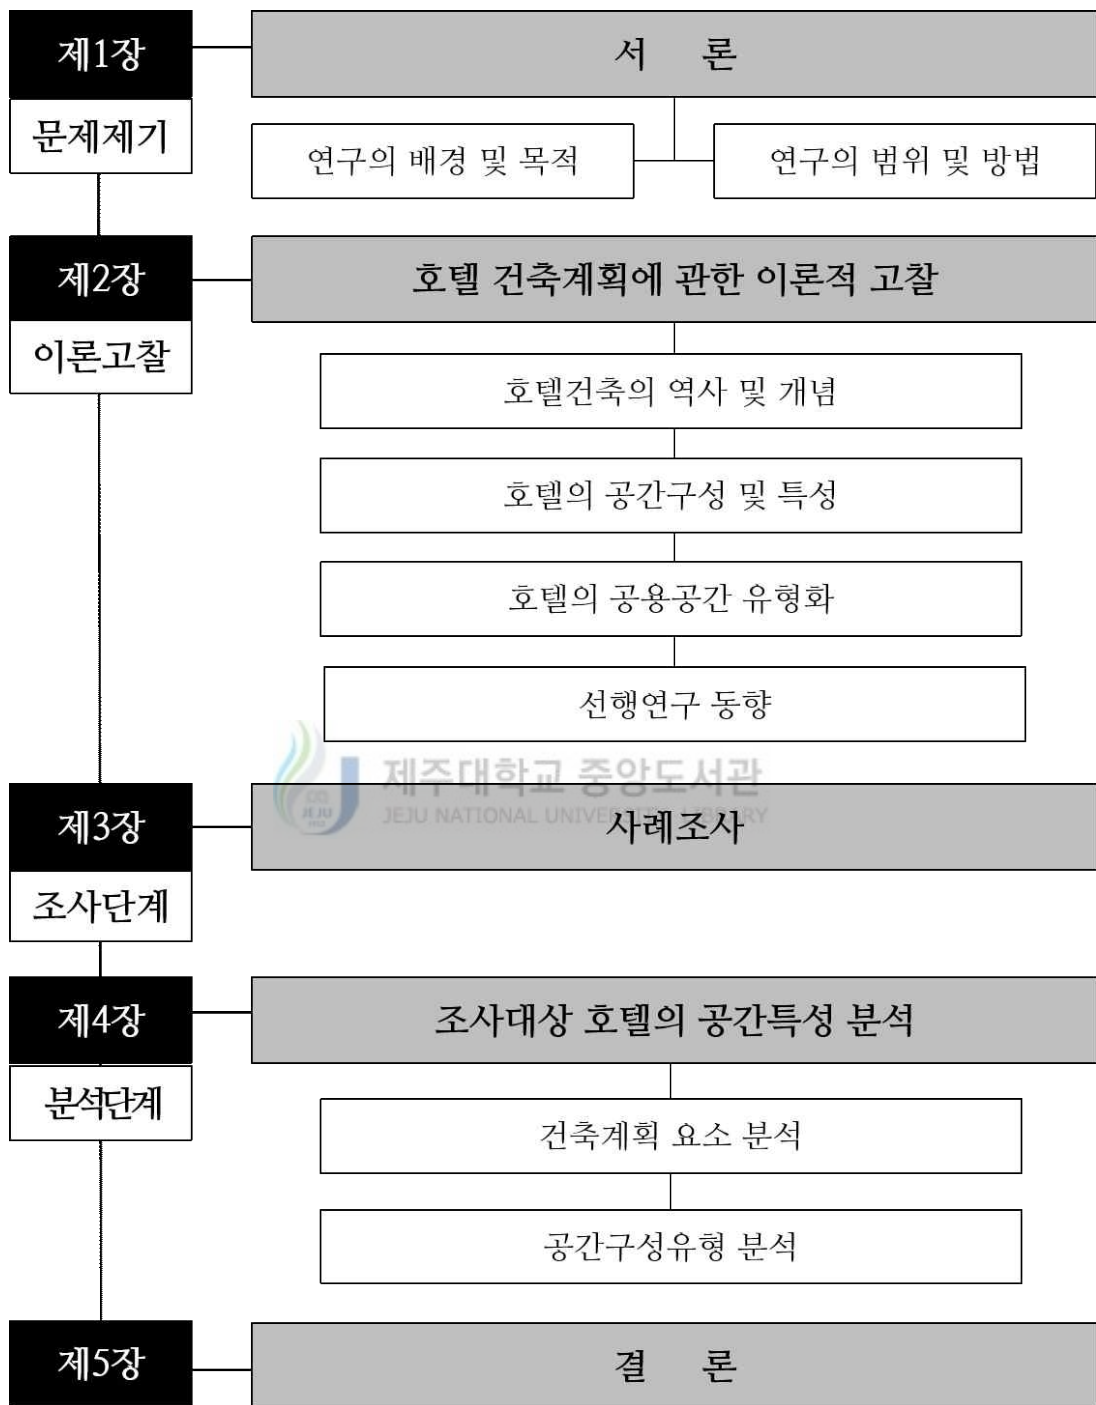 제1장
서 론
문제제기
연구의 배경 및 목적
연구의 범위 및 방법
제2장
호텔 건축계획에 관한 이론적 고찰
이론고찰
호텔건축의 역사 및 개념
호텔의 공간구성 및 특성
호텔의 공용공간 유형화
선행연구 동향
제주대학교 중앙도서관
JEJU NATIONAL UNIVERSITY LIBRARY
JEJU
제3장
사례조사
조사단계
제4장
조사대상 호텔의 공간특성 분석
분석단계
건축계획 요소 분석
공간구성유형 분석
제5장
결 론